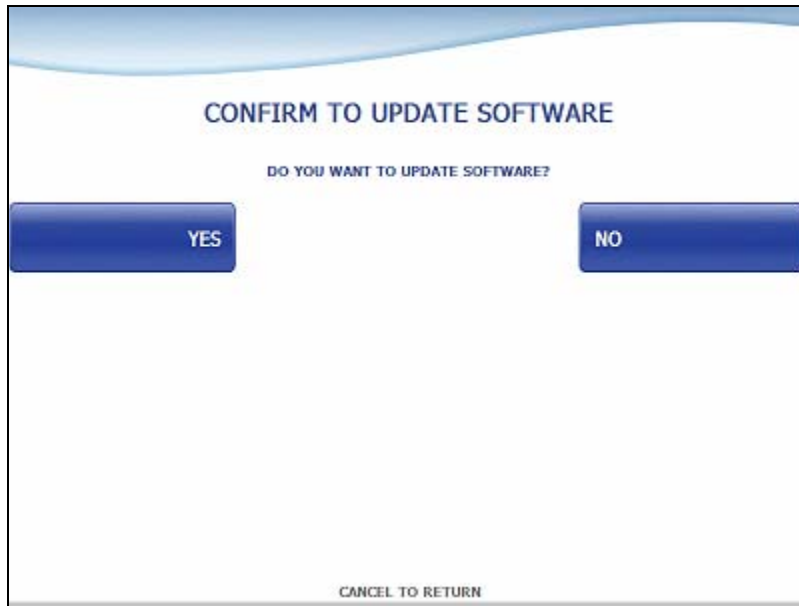 CONFIRM TO UPDATE SOFTWARE
DO YOU WANT TO UPDATE SOFTWARE?
YES
NO
CANCEL TO RETURN